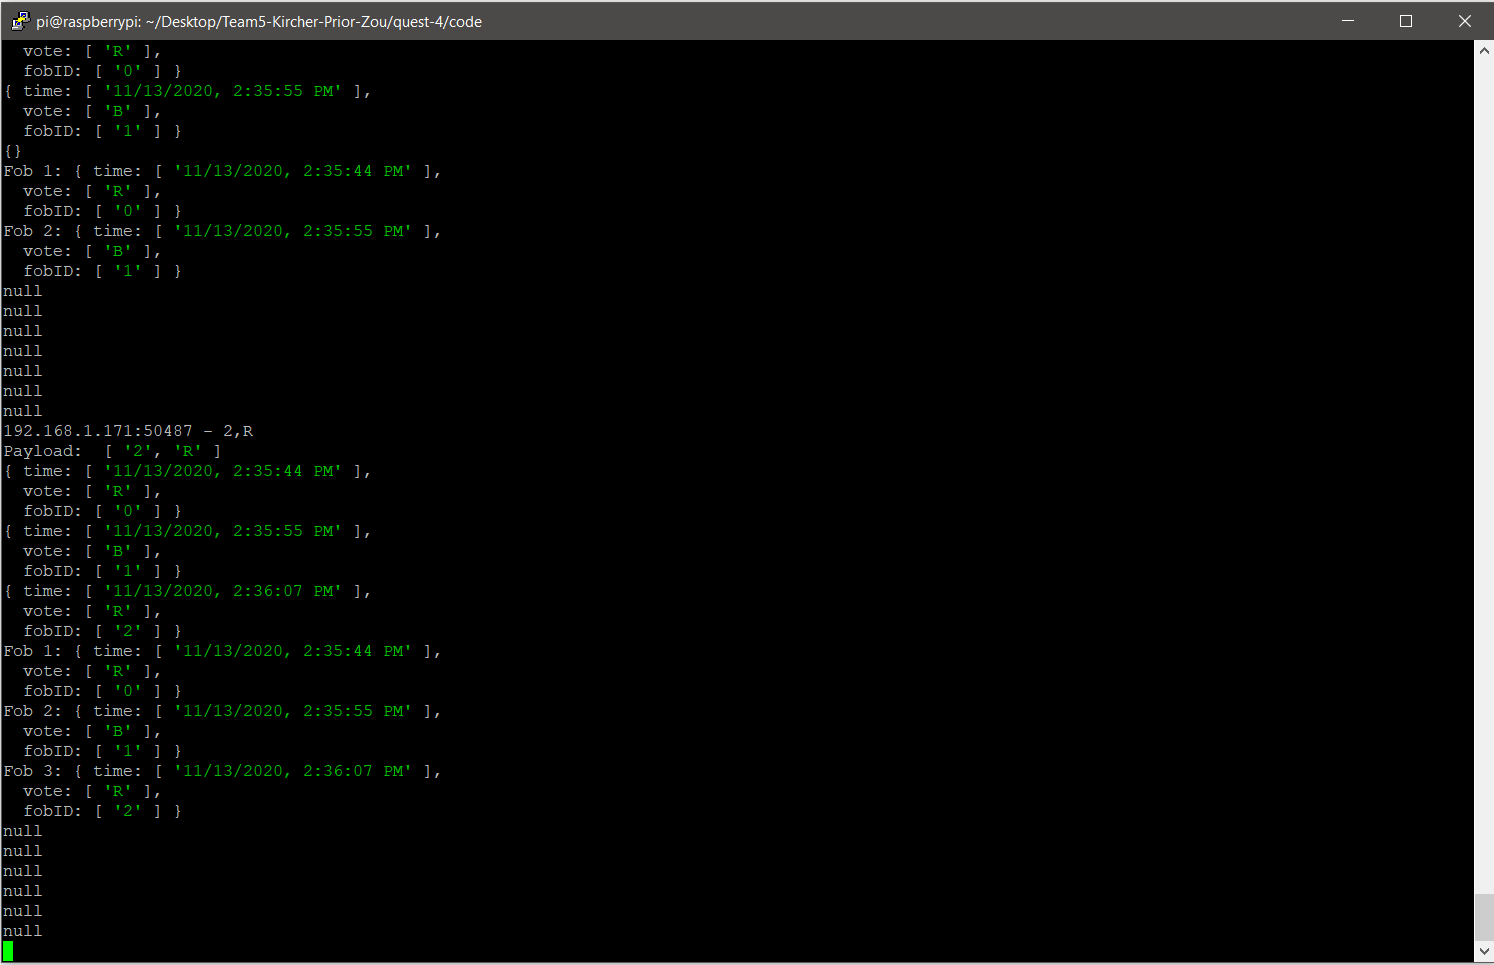 pi@raspberrypi: ~/Desktop/Team5-Kircher-Prior-Zou/quest-4/code
  vote: [ 'R' ],
  fobID: [ '0' ] }
{ time: [ '11/13/2020, 2:35:55 PM' ],
  vote: [ 'B' ],
  fobID: [ '1' ] }
{}
Fob 1: { time: [ '11/13/2020, 2:35:44 PM' ],
  vote: [ 'R' ],
  fobID: [ '0' ] }
Fob 2: { time: [ '11/13/2020, 2:35:55 PM' ],
  vote: [ 'B' ],
  fobID: [ '1' ] }
null
null
null
null
null
null
null
192.168.1.171:50487 - 2,R
Payload:  [ '2', 'R' ]
{ time: [ '11/13/2020, 2:35:44 PM' ],
  vote: [ 'R' ],
  fobID: [ '0' ] }
{ time: [ '11/13/2020, 2:35:55 PM' ],
  vote: [ 'B' ],
  fobID: [ '1' ] }
{ time: [ '11/13/2020, 2:36:07 PM' ],
  vote: [ 'R' ],
  fobID: [ '2' ] }
Fob 1: { time: [ '11/13/2020, 2:35:44 PM' ],
  vote: [ 'R' ],
  fobID: [ '0' ] }
Fob 2: { time: [ '11/13/2020, 2:35:55 PM' ],
  vote: [ 'B' ],
  fobID: [ '1' ] }
Fob 3: { time: [ '11/13/2020, 2:36:07 PM' ],
  vote: [ 'R' ],
  fobID: [ '2' ] }
null
null
null
null
null
null